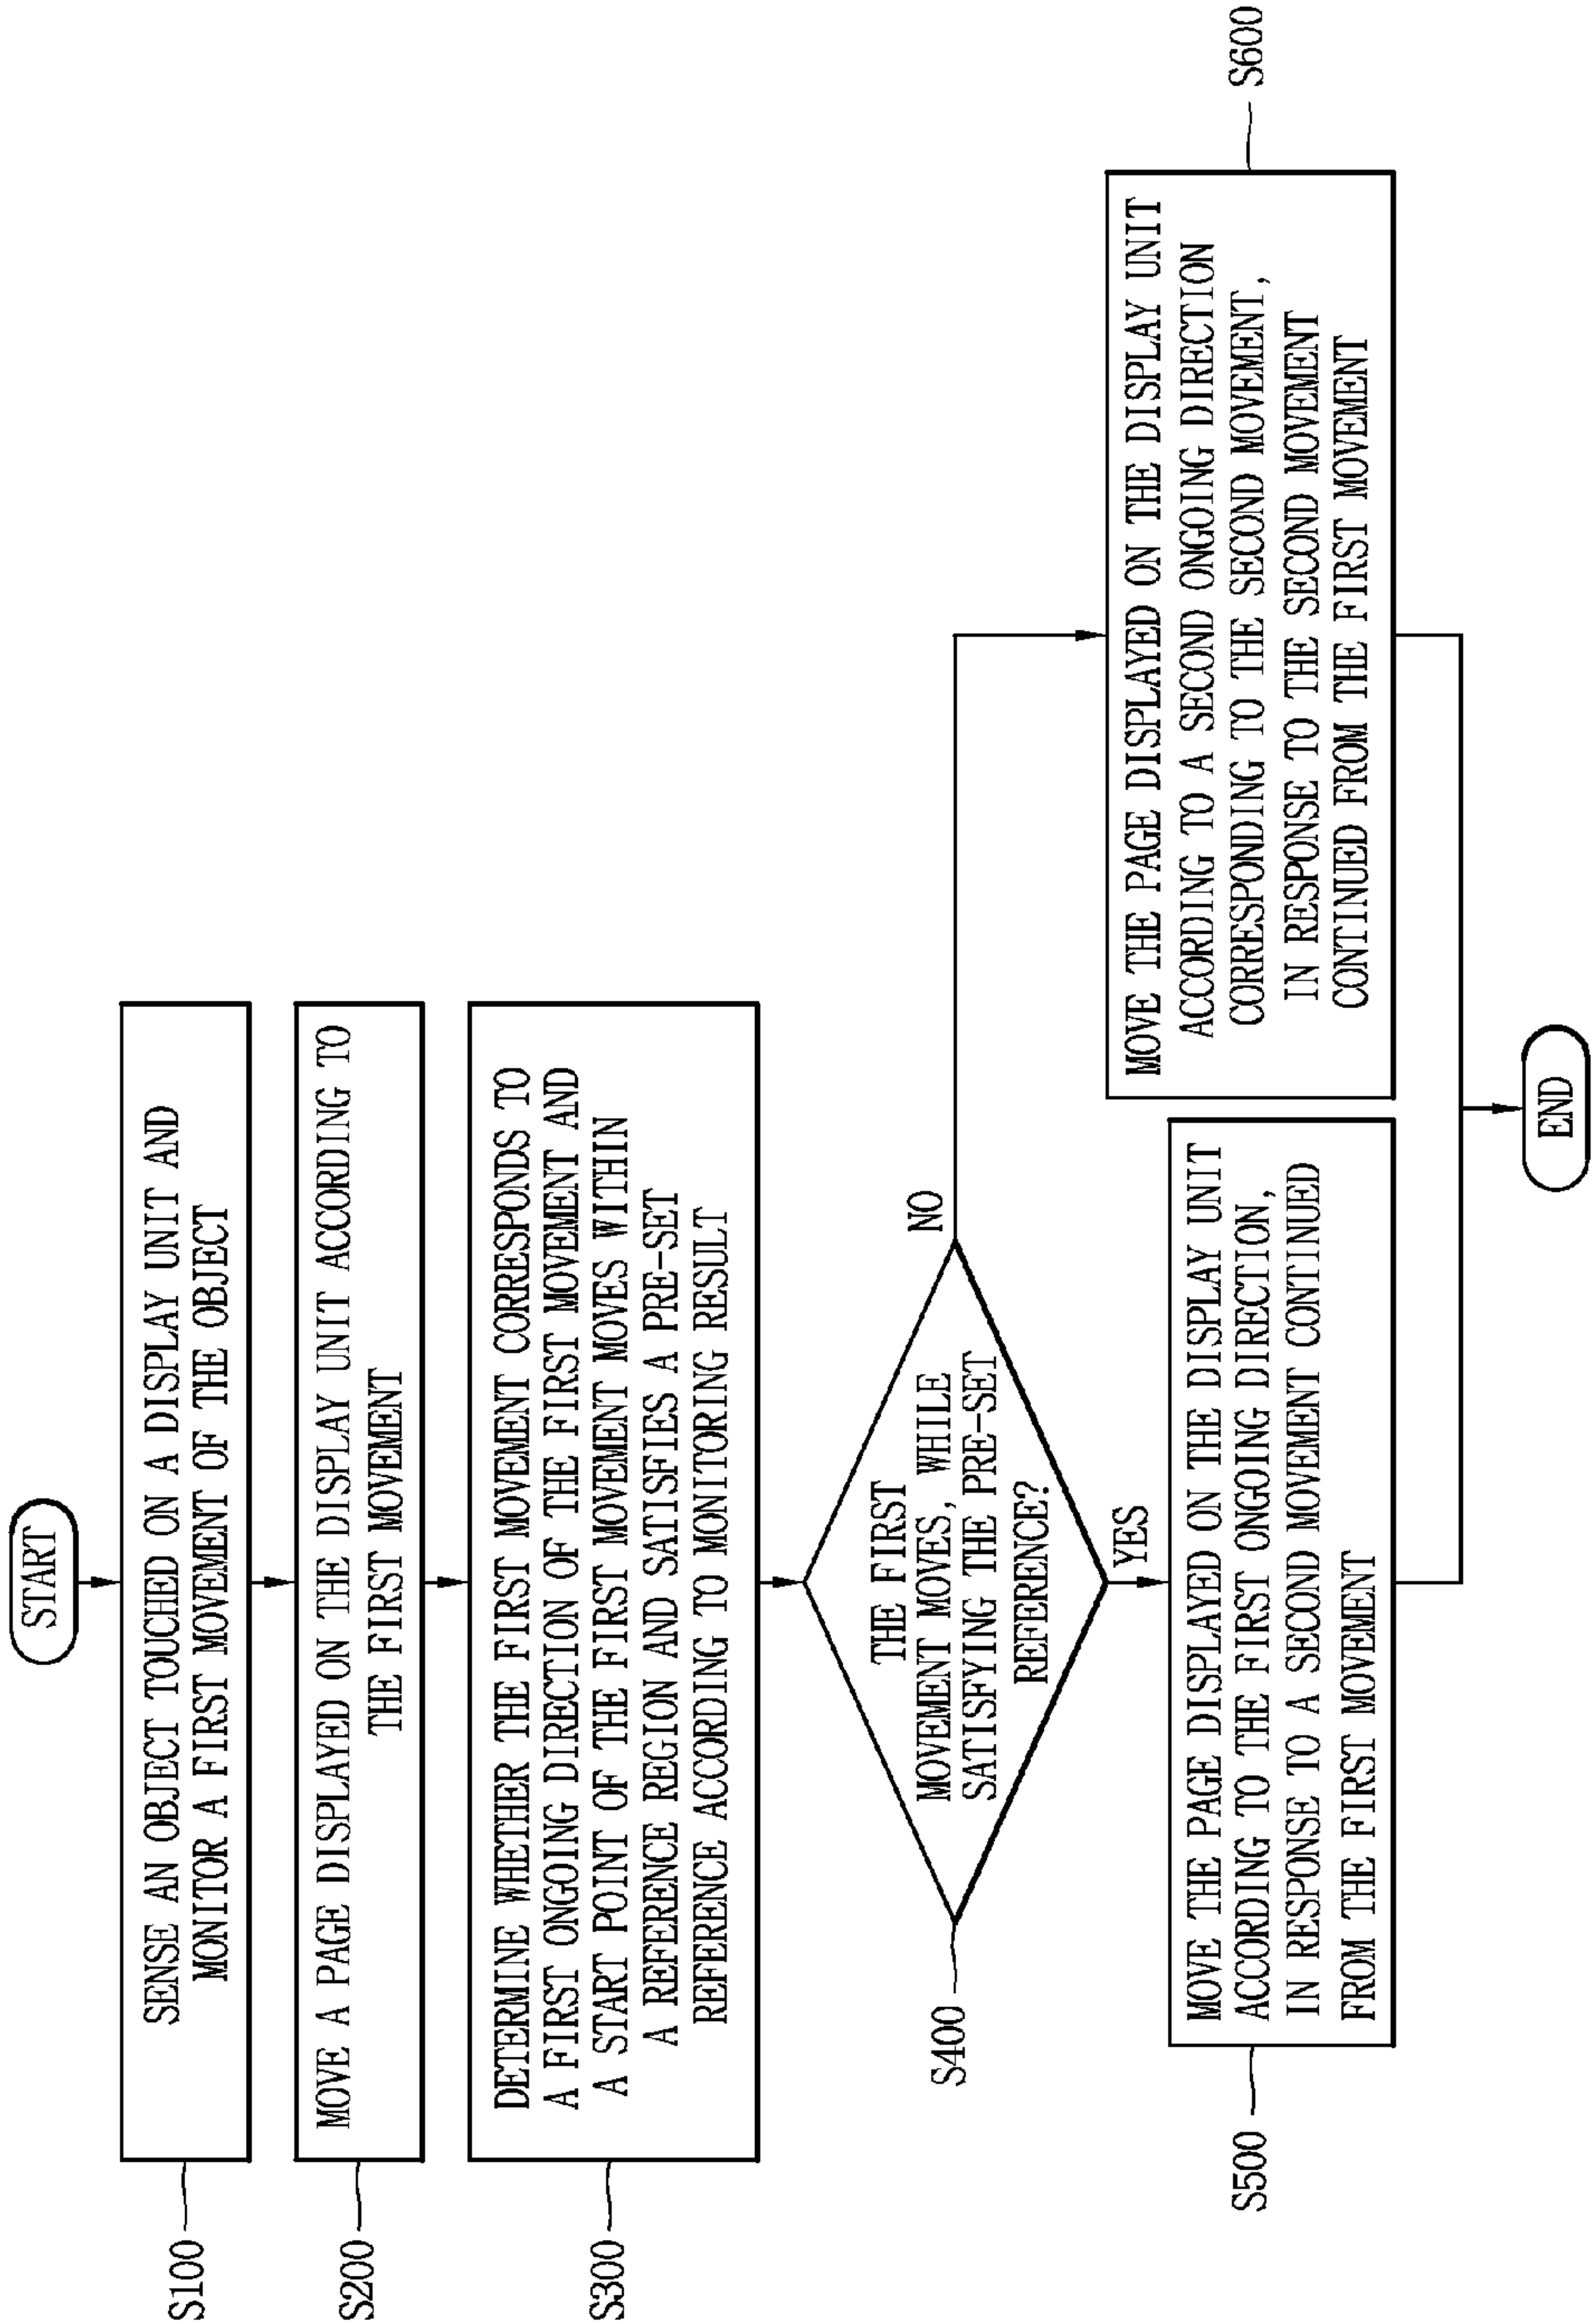 START
SENSE AN OBJECT TOUCHED ON A DISPLAY UNIT AND
MONITOR A FIRST MOVEMENT OF THE OBJECT
S100
MOVE A PAGE DISPLAYED ON THE DISPLAY UNIT ACCORDING TO
THE FIRST MOVEMENT
S200
DETERMINE WHETHER THE FIRST MOVEMENT CORRESPONDS TO
A FIRST ONGOING DIRECTION OF THE FIRST MOVEMENT AND
A START POINT OF THE FIRST MOVEMENT MOVES WITHIN
A REFERENCE REGION AND SATISFIES A PRE-SET
REFERENCE ACCORDING TO MONITORING RESULT
S300
THE FIRST
MOVEMENT MOVES, WHILE
SATISFYING THE PRE-SET
REFERENCE?
S400
NO
YES
MOVE THE PAGE DISPLAYED ON THE DISPLAY UNIT
ACCORDING TO THE FIRST ONGOING DIRECTION,
IN RESPONSE TO A SECOND MOVEMENT CONTINUED
FROM THE FIRST MOVEMENT
S500
MOVE THE PAGE DISPLAYED ON THE DISPLAY UNIT
ACCORDING TO A SECOND ONGOING DIRECTION
CORRESPONDING TO THE SECOND MOVEMENT,
IN RESPONSE TO THE SECOND MOVEMENT
CONTINUED FROM THE FIRST MOVEMENT
S600
END